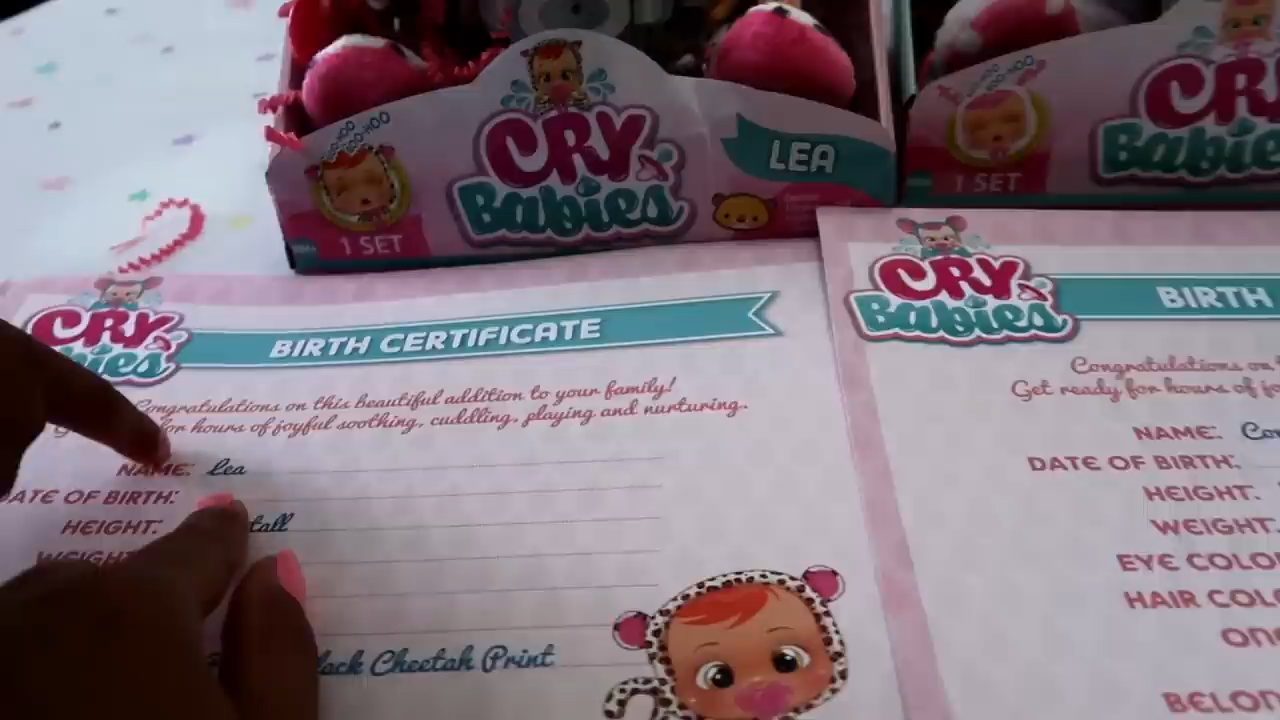 CRY
Babies
LEA
1 SET
CRY
Babies
1 SET
CRY
BIRTH CERTIFICATE
Congratulations on this beautiful addition to your family!
for hours of joyful soothing, cuddling, playing and nurturing.
NAME: Lea
DATE OF BIRTH:
HEIGHT: tall
WEIGHT
Cheetah Print
CRY
Babies
BIRTH
Congratulations on
Get ready for hours of
NAME:
DATE OF BIRTH:
HEIGHT:
WEIGHT
EYE COLO
HAIR COLO
BELON